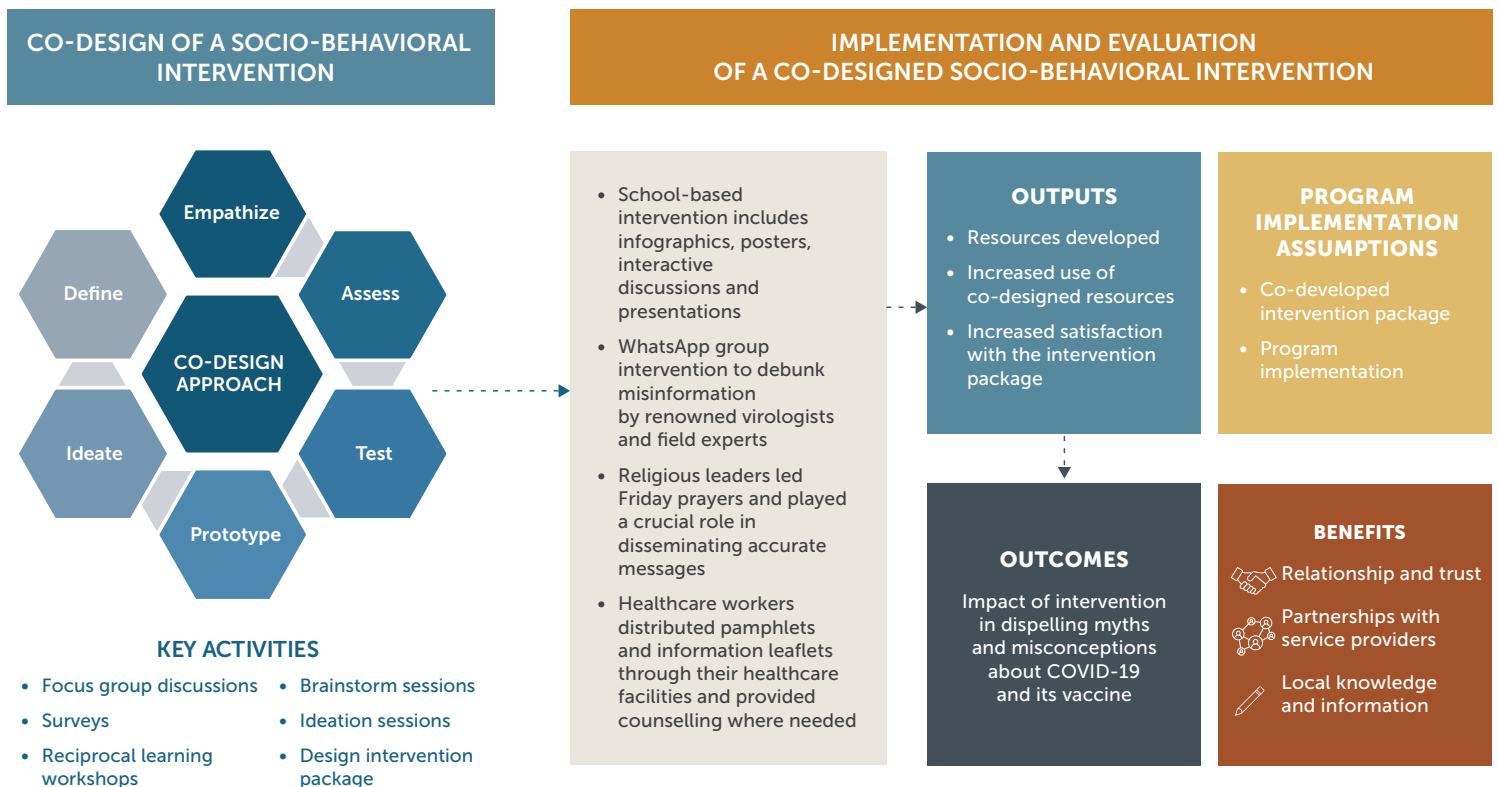 CO-DESIGN OF A SOCIO-BEHAVIORAL
INTERVENTION
IMPLEMENTATION AND EVALUATION
OF A CO-DESIGNED SOCIO-BEHAVIORAL INTERVENTION
Empathize
Define
Assess
CO-DESIGN
APPROACH
Ideate
Test
Prototype
KEY ACTIVITIES
• Focus group discussions
• Surveys
• Reciprocal learning
workshops
• Brainstorm sessions
• Ideation sessions
• Design intervention
package
• School-based
intervention includes
infographics, posters,
interactive
discussions and
presentations
• WhatsApp group
intervention to debunk
misinformation
by renowned virologists
and field experts
• Religious leaders led
Friday prayers and played
a crucial role in
disseminating accurate
messages
• Healthcare workers
distributed pamphlets
and information leaflets
through their healthcare
facilities and provided
counselling where needed
OUTPUTS
• Resources developed
• Increased use of
co-designed resources
• Increased satisfaction
with the intervention
package
PROGRAM
IMPLEMENTATION
ASSUMPTIONS
• Co-developed
intervention package
• Program
implementation
OUTCOMES
Impact of intervention
in dispelling myths
and misconceptions
about COVID-19
and its vaccine
BENEFITS
Relationship and trust
Partnerships with
service providers
Local knowledge
and information